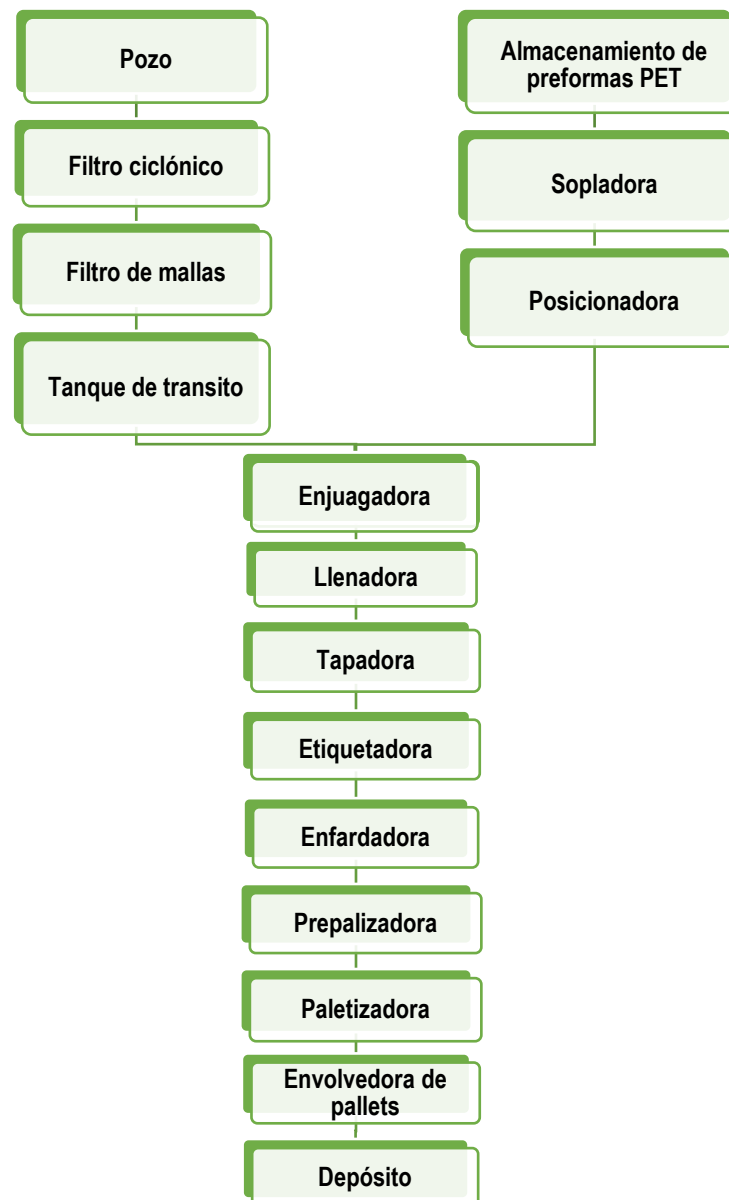 Pozo
Filtro ciclónico
Filtro de mallas
Tanque de transito
Almacenamiento de
preformas PET
Sopladora
Posicionadora
Enjuagadora
Llenadora
Tapadora
Etiquetadora
Enfardadora
Prepalizadora
Paletizadora
Envolvedora de
pallets
Depósito